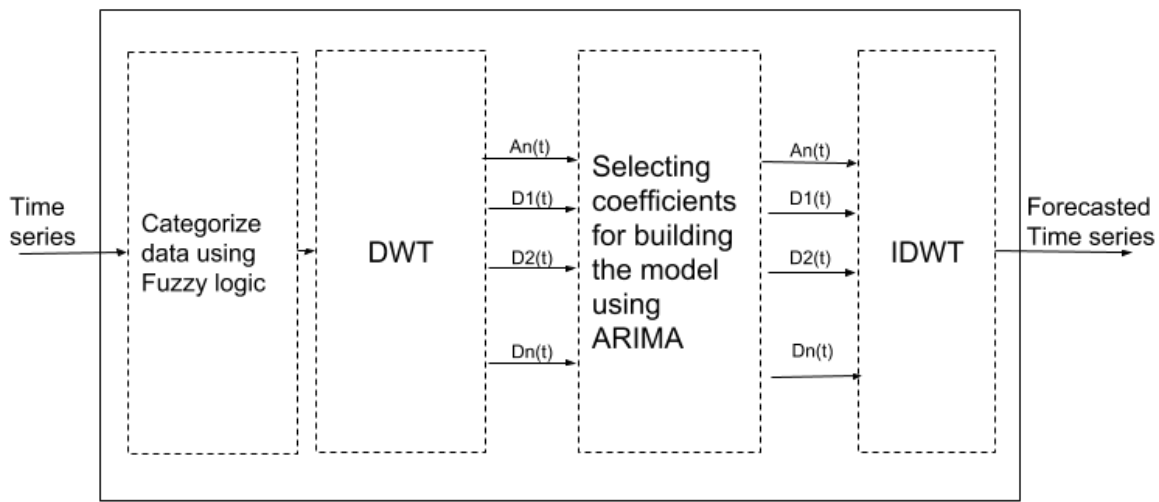 Time
series
Categorize
data using
Fuzzy logic
DWT
An(t)
D1(t)
D2(t)
Dn(t)
Selecting
coefficients
for building
the model
using
ARIMA
An(t)
D1(t)
D2(t)
Dn(t)
IDWT
Forecasted
Time series